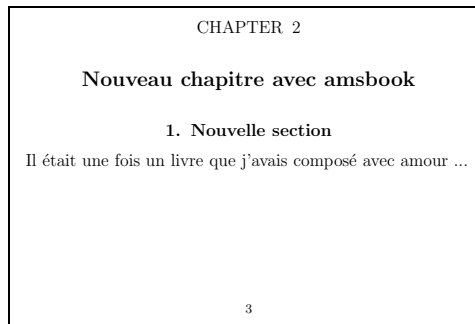 CHAPTER 2
Nouveau chapitre avec amsbook
1. Nouvelle section
Il était une fois un livre que j'avais composé avec amour ...
3